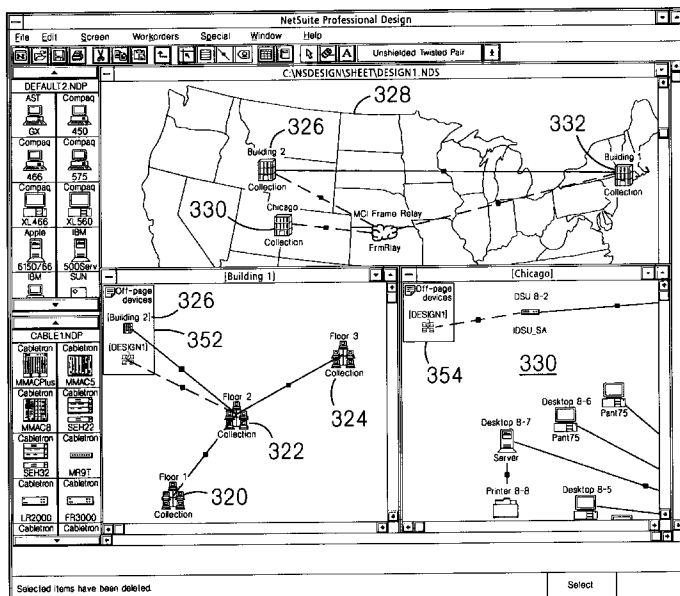 NetSuite Professional Design
File Edit Screen Workorders Special Window Help
Unshielded Twisted Pair
DEFAULT2.NDP
AST Compaq
GX 450
Compaq Compaq
466 575
Compaq Compaq
XL466 XL560
Apple IBM
6150/66 500Serv
IBM SUN
CABLE1.NDP
Cabletron Cabletron
MMACPlus MMAC5
Cabletron Cabletron
MMAC8 SEH22
Cabletron Cabletron
SEH32 MR9T
Cabletron Cabletron
LR2000 FR3000
Cabletron Cabletron
C:\NSDESIGN\SHEET\DESIGN1.NDS
328
326
332
Building 2
Collection
Building 1
Collection
330
Chicago
Collection
MCI Frame Relay
FrmRlay
[Building 1]
Off-page
devices
[Building 2]
[DESIGN1]
326
352
Floor 3
Collection
324
Floor 2
Collection
322
Floor 1
Collection
320
[Chicago]
Off-page
devices
[DESIGN1]
354
DSU 8-2
IDSU_SA
330
Desktop 8-6
Pant75
Pant75
Desktop 8-7
Server
Printer 8-8
Desktop 8-5
Selected items have been deleted.
Select